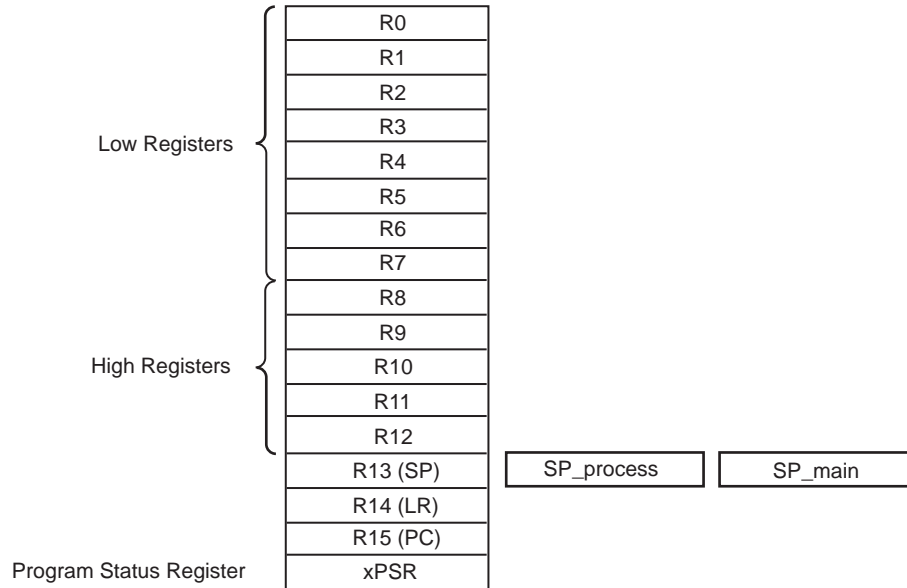 R0
R1
R2
Low Registers
R3
R4
R5
R6
R7
R8
R9
High Registers
R10
R11
R12
R13 (SP) SP_process SP_main
R14 (LR)
R15 (PC)
Program Status Register xPSR